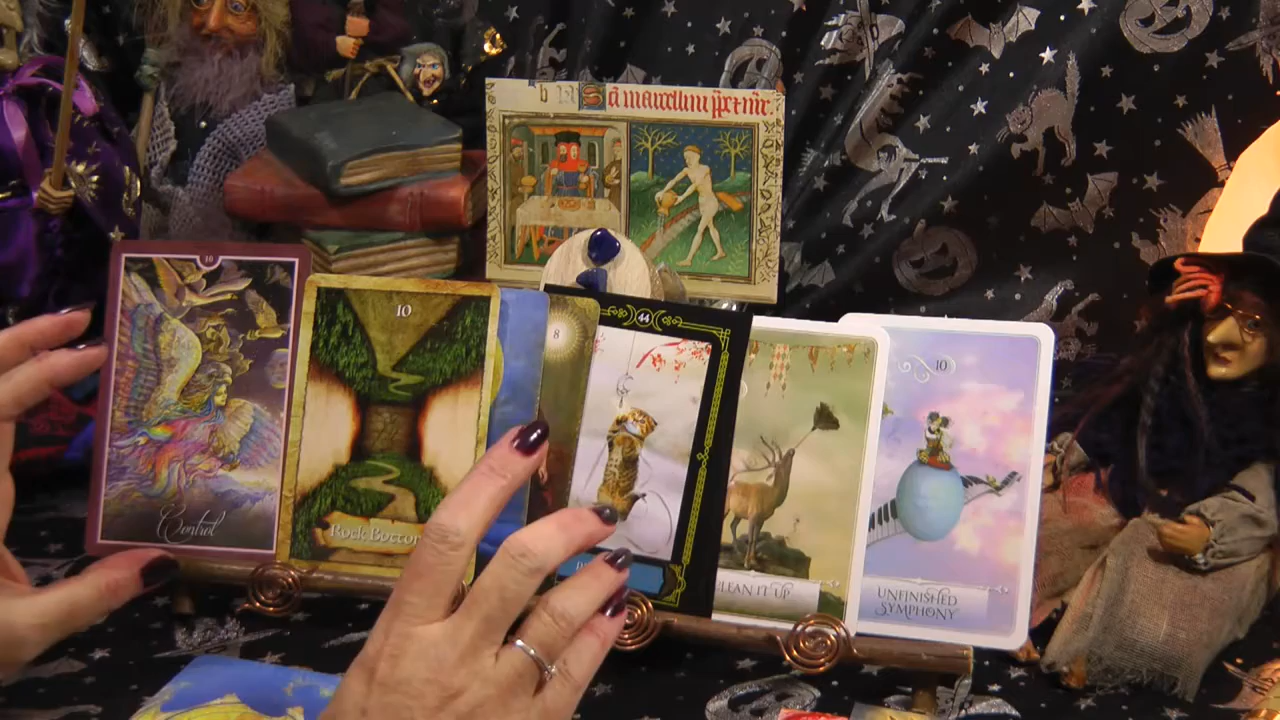 10
Control
10
Rock Bottom
8
44
CLEAN IT UP
10
UNFINISHED
SYMPHONY